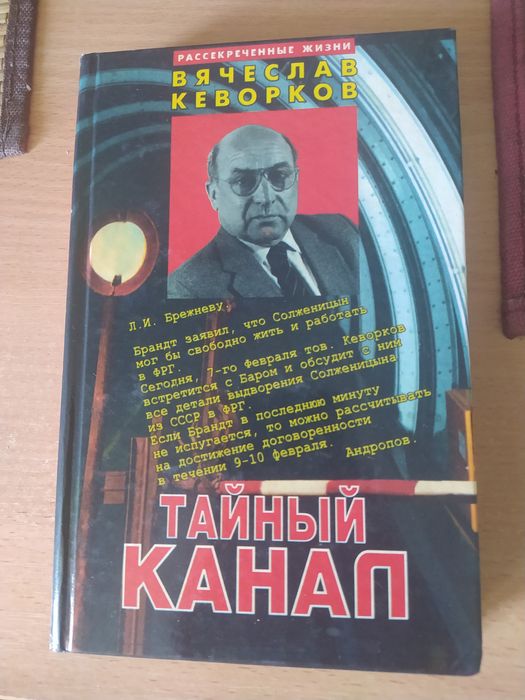 РАССЕКРЕЧЕННЫЕ ЖИЗНИ
ВЯЧЕСЛАВ
КЕВОРКОВ
Л.И. Брежневу.
Брандт заявил, что Солженицын
мог бы свободно жить и работать
в ФРГ.
Сегодня, 7-го февраля тов. Кеворков
встретится с Баром и обсудит с ним
все детали выдворения Солженицына
из СССР в ФРГ.
Если Брандт в последнюю минуту
не испугается, то можно рассчитывать
на достижение договоренности
в течении 9-10 февраля. Андропов.
ТАЙНЫЙ
КАНАЛ